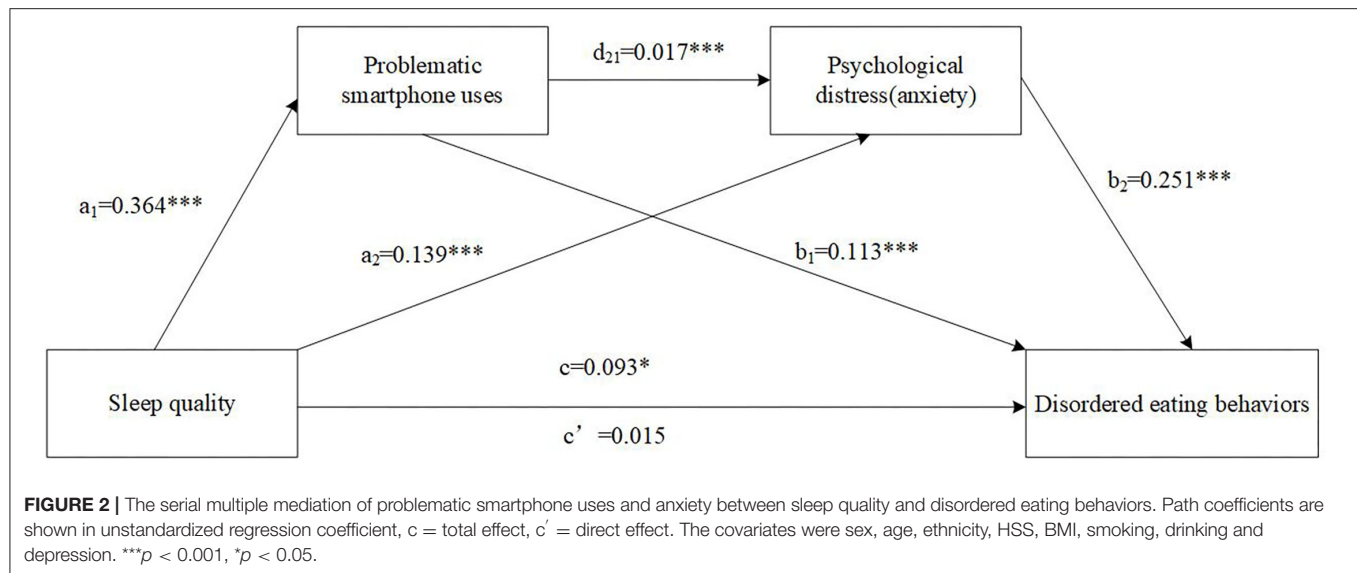 d₂₁=0.017***
Problematic
smartphone uses
Psychological
distress(anxiety)
a₁=0.364***
b₂=0.251***
a₂=0.139***
b₁=0.113***
c=0.093*
Sleep quality
Disordered eating behaviors
c’ =0.015
FIGURE 2 | The serial multiple mediation of problematic smartphone uses and anxiety between sleep quality and disordered eating behaviors. Path coefficients are
shown in unstandardized regression coefficient, c = total effect, c′ = direct effect. The covariates were sex, age, ethnicity, HSS, BMI, smoking, drinking and
depression. ***p < 0.001, *p < 0.05.